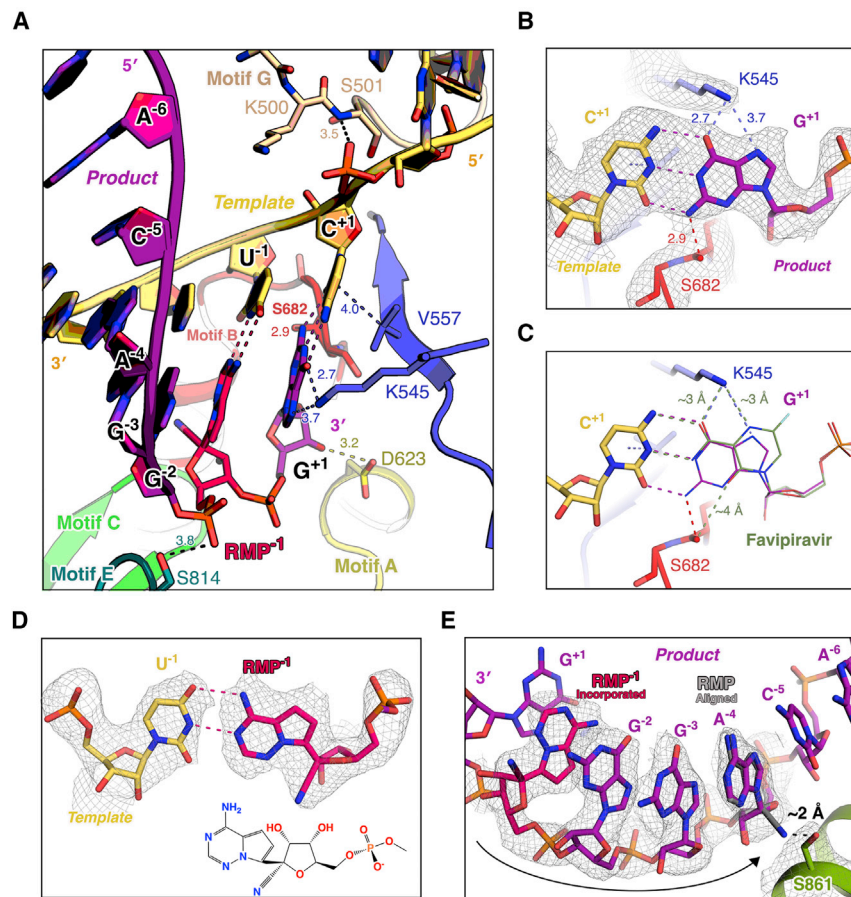 A
5′
Motif G
S501
K500
3.5
A⁻⁶
Product
5′
Template
C⁺¹
C⁻⁵
U⁻¹
S682
4.0
V557
Motif B
2.9
3′
A⁻⁴
2.7
K545
3.7
3′
G⁻³
G⁺¹
3.2
D623
G⁻²
Motif C
RMP⁻¹
Motif A
3.8
Motif E
S814
B
K545
2.7
3.7
C⁺¹
G⁺¹
2.9
Template
S682
Product
C
K545
~3 Å
~3 Å
G⁺¹
C⁺¹
~4 Å
Favipiravir
S682
D
U⁻¹
RMP⁻¹
Template
NH₂
N
N
N
HO
OH
O
O
P
O
O⁻
O
N
E
G⁺¹
Product
A⁻⁶
3′
RMP⁻¹
Incorporated
RMP
Aligned
C⁻⁵
G⁻²
G⁻³
A⁻⁴
~2 Å
S861